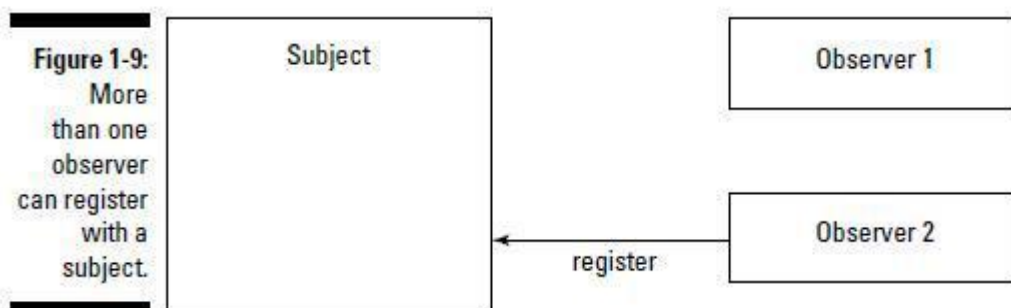 Figure 1-9:
More
than one
observer
can register
with a
subject.
Subject
Observer 1
Observer 2
register